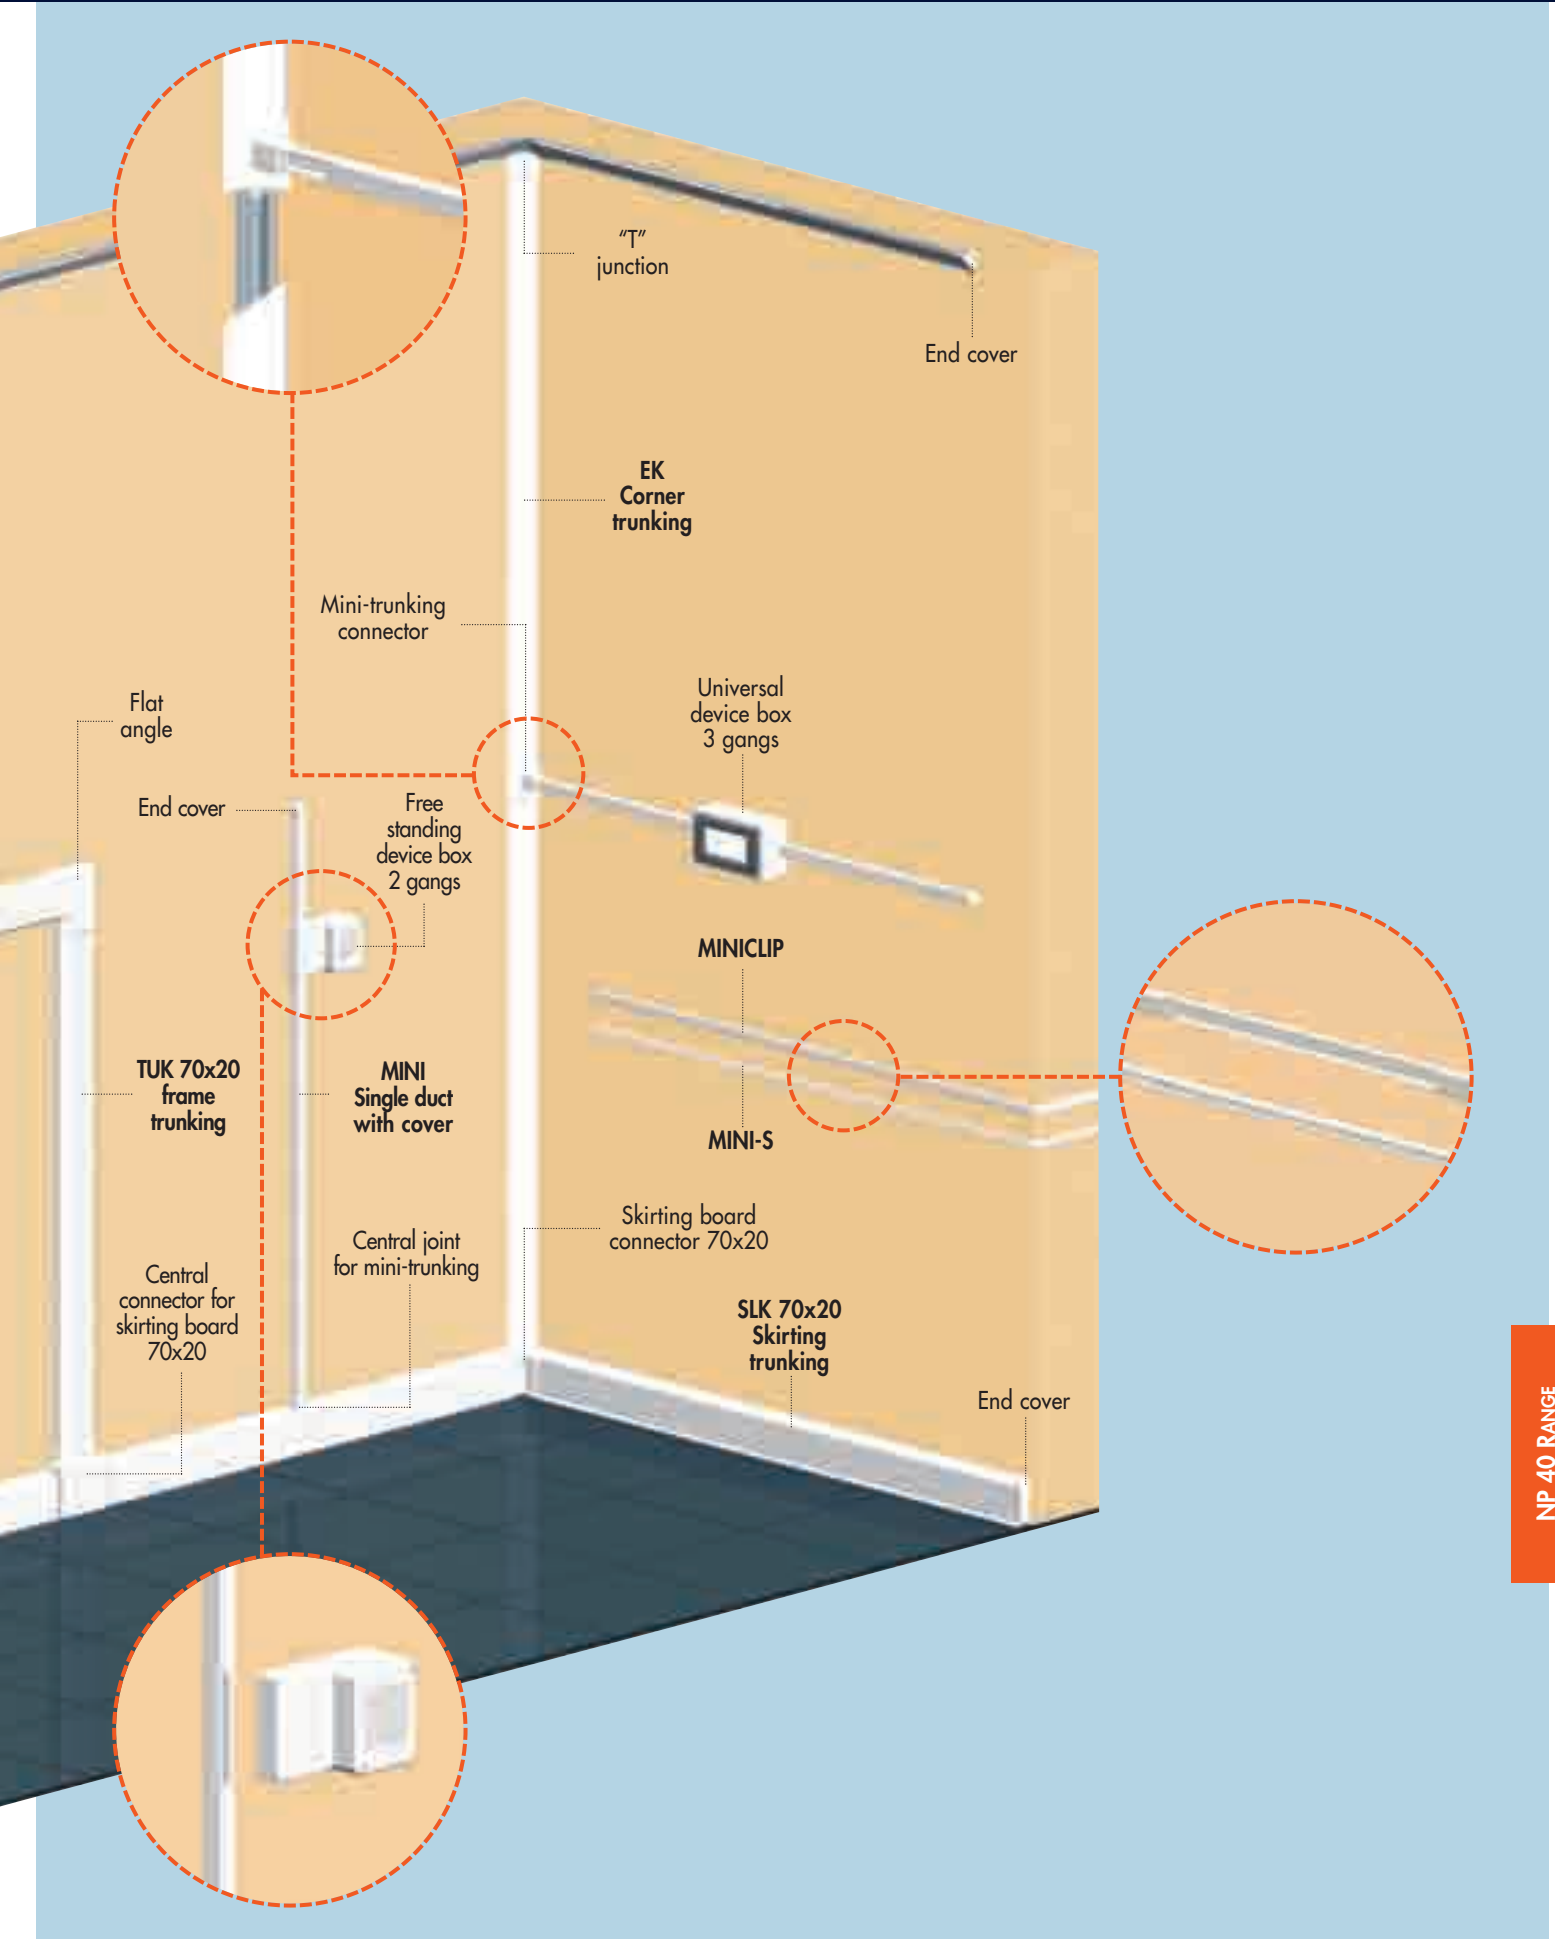 “T”
junction
End cover
EK
Corner
trunking
Mini-trunking
connector
Universal
device box
3 gangs
Flat
angle
End cover
Free
standing
device box
2 gangs
MINICLIP
TUK 70x20
frame
trunking
MINI
Single duct
with cover
MINI-S
Skirting board
connector 70x20
Central joint
for mini-trunking
Central
connector for
skirting board
70x20
SLK 70x20
Skirting
trunking
End cover
NP 40 RANGE